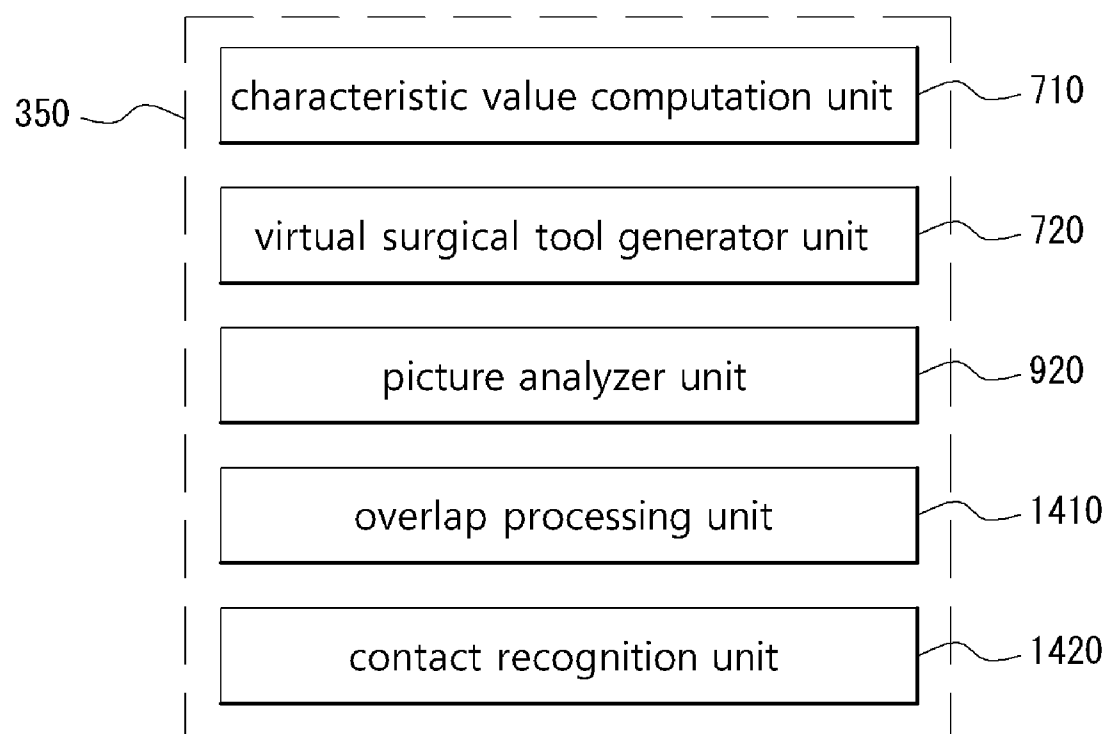 characteristic value computation unit 710
350
virtual surgical tool generator unit 720
picture analyzer unit 920
overlap processing unit 1410
contact recognition unit 1420